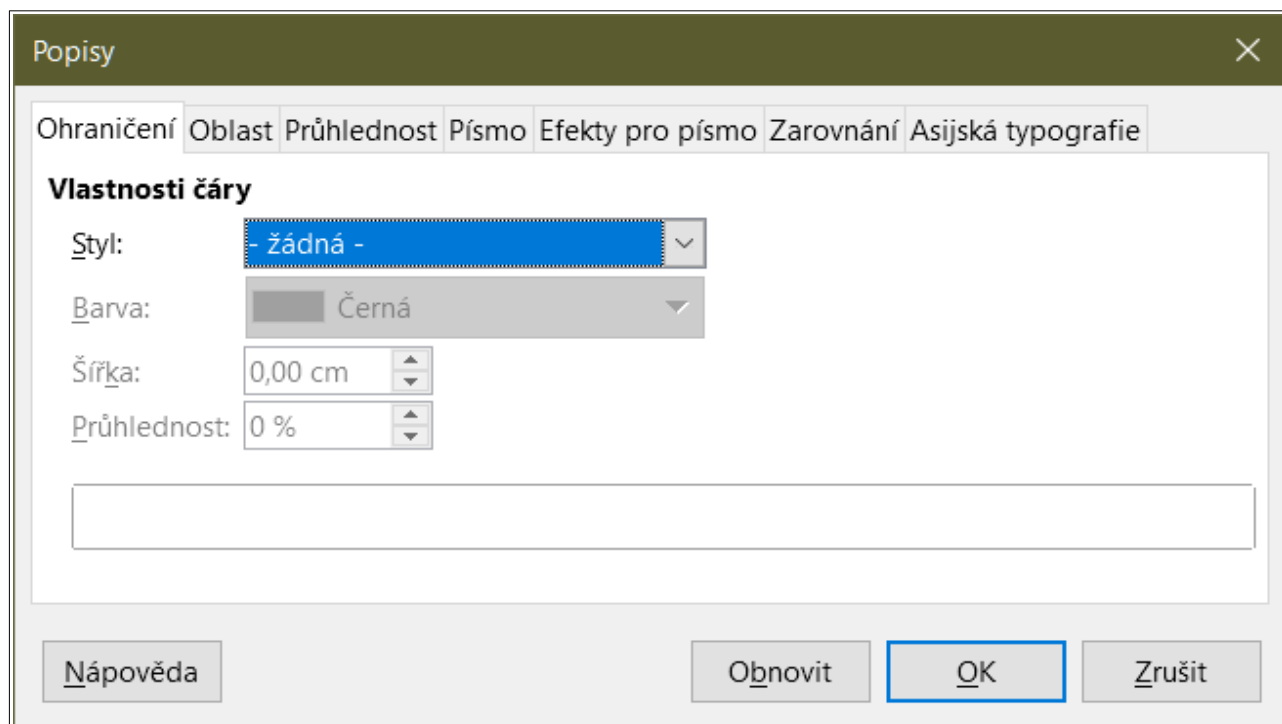 Popisy
Ohraničení Oblast Průhlednost Písmo Efekty pro písmo Zarovnání Asijská typografie
Vlastnosti čáry
Styl: - žádná -
Barva: Černá
Šířka: 0,00 cm
Průhlednost: 0 %
Nápověda Obnovit OK Zrušit